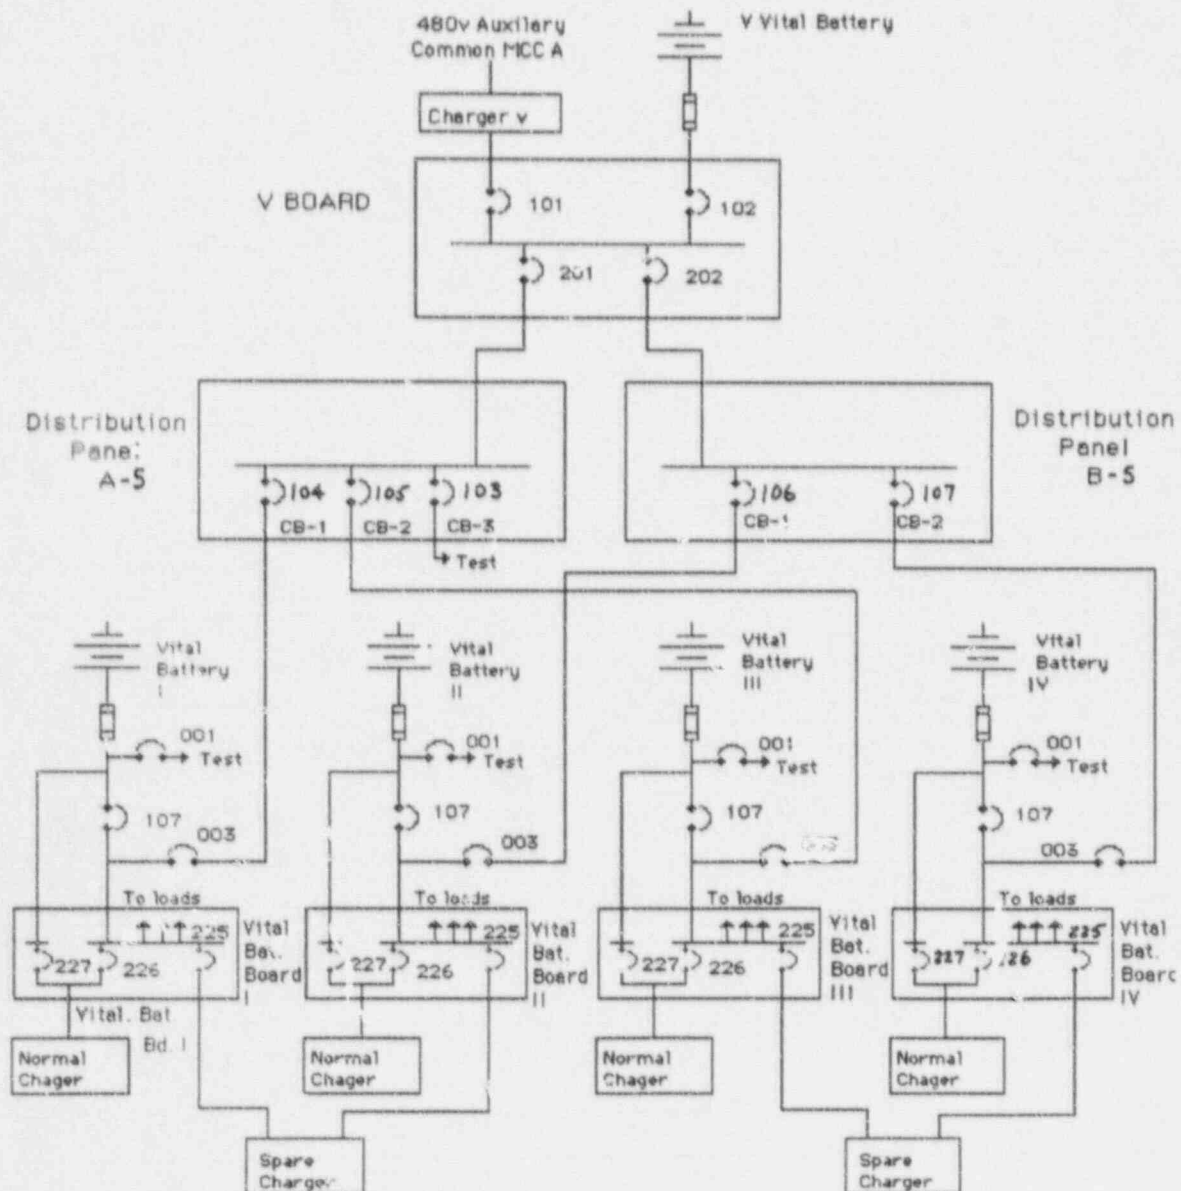 480v Auxilary
Common MCC A
V Vital Battery
Charger v
V BOARD
101
102
201
202
Distribution
Panel
A-5
Distribution
Panel
B-5
104
105
103
106
107
CB-1
CB-2
CB-3
CB-1
CB-2
Test
Vital
Battery
I
Vital
Battery
II
Vital
Battery
III
Vital
Battery
IV
001
Test
001
Test
001
Test
001
Test
107
107
107
107
003
003
003
To loads
To loads
To loads
To loads
225
225
225
225
227
226
227
226
227
226
227
Vital
Bat.
Board
I
Vital
Bat.
Board
II
Vital
Bat.
Board
III
Vital
Bat.
Board
IV
Vital. Bat
Bd. I
Normal
Chager
Normal
Chager
Normal
Chager
Normal
Chager
Spare
Charger
Spare
Charger